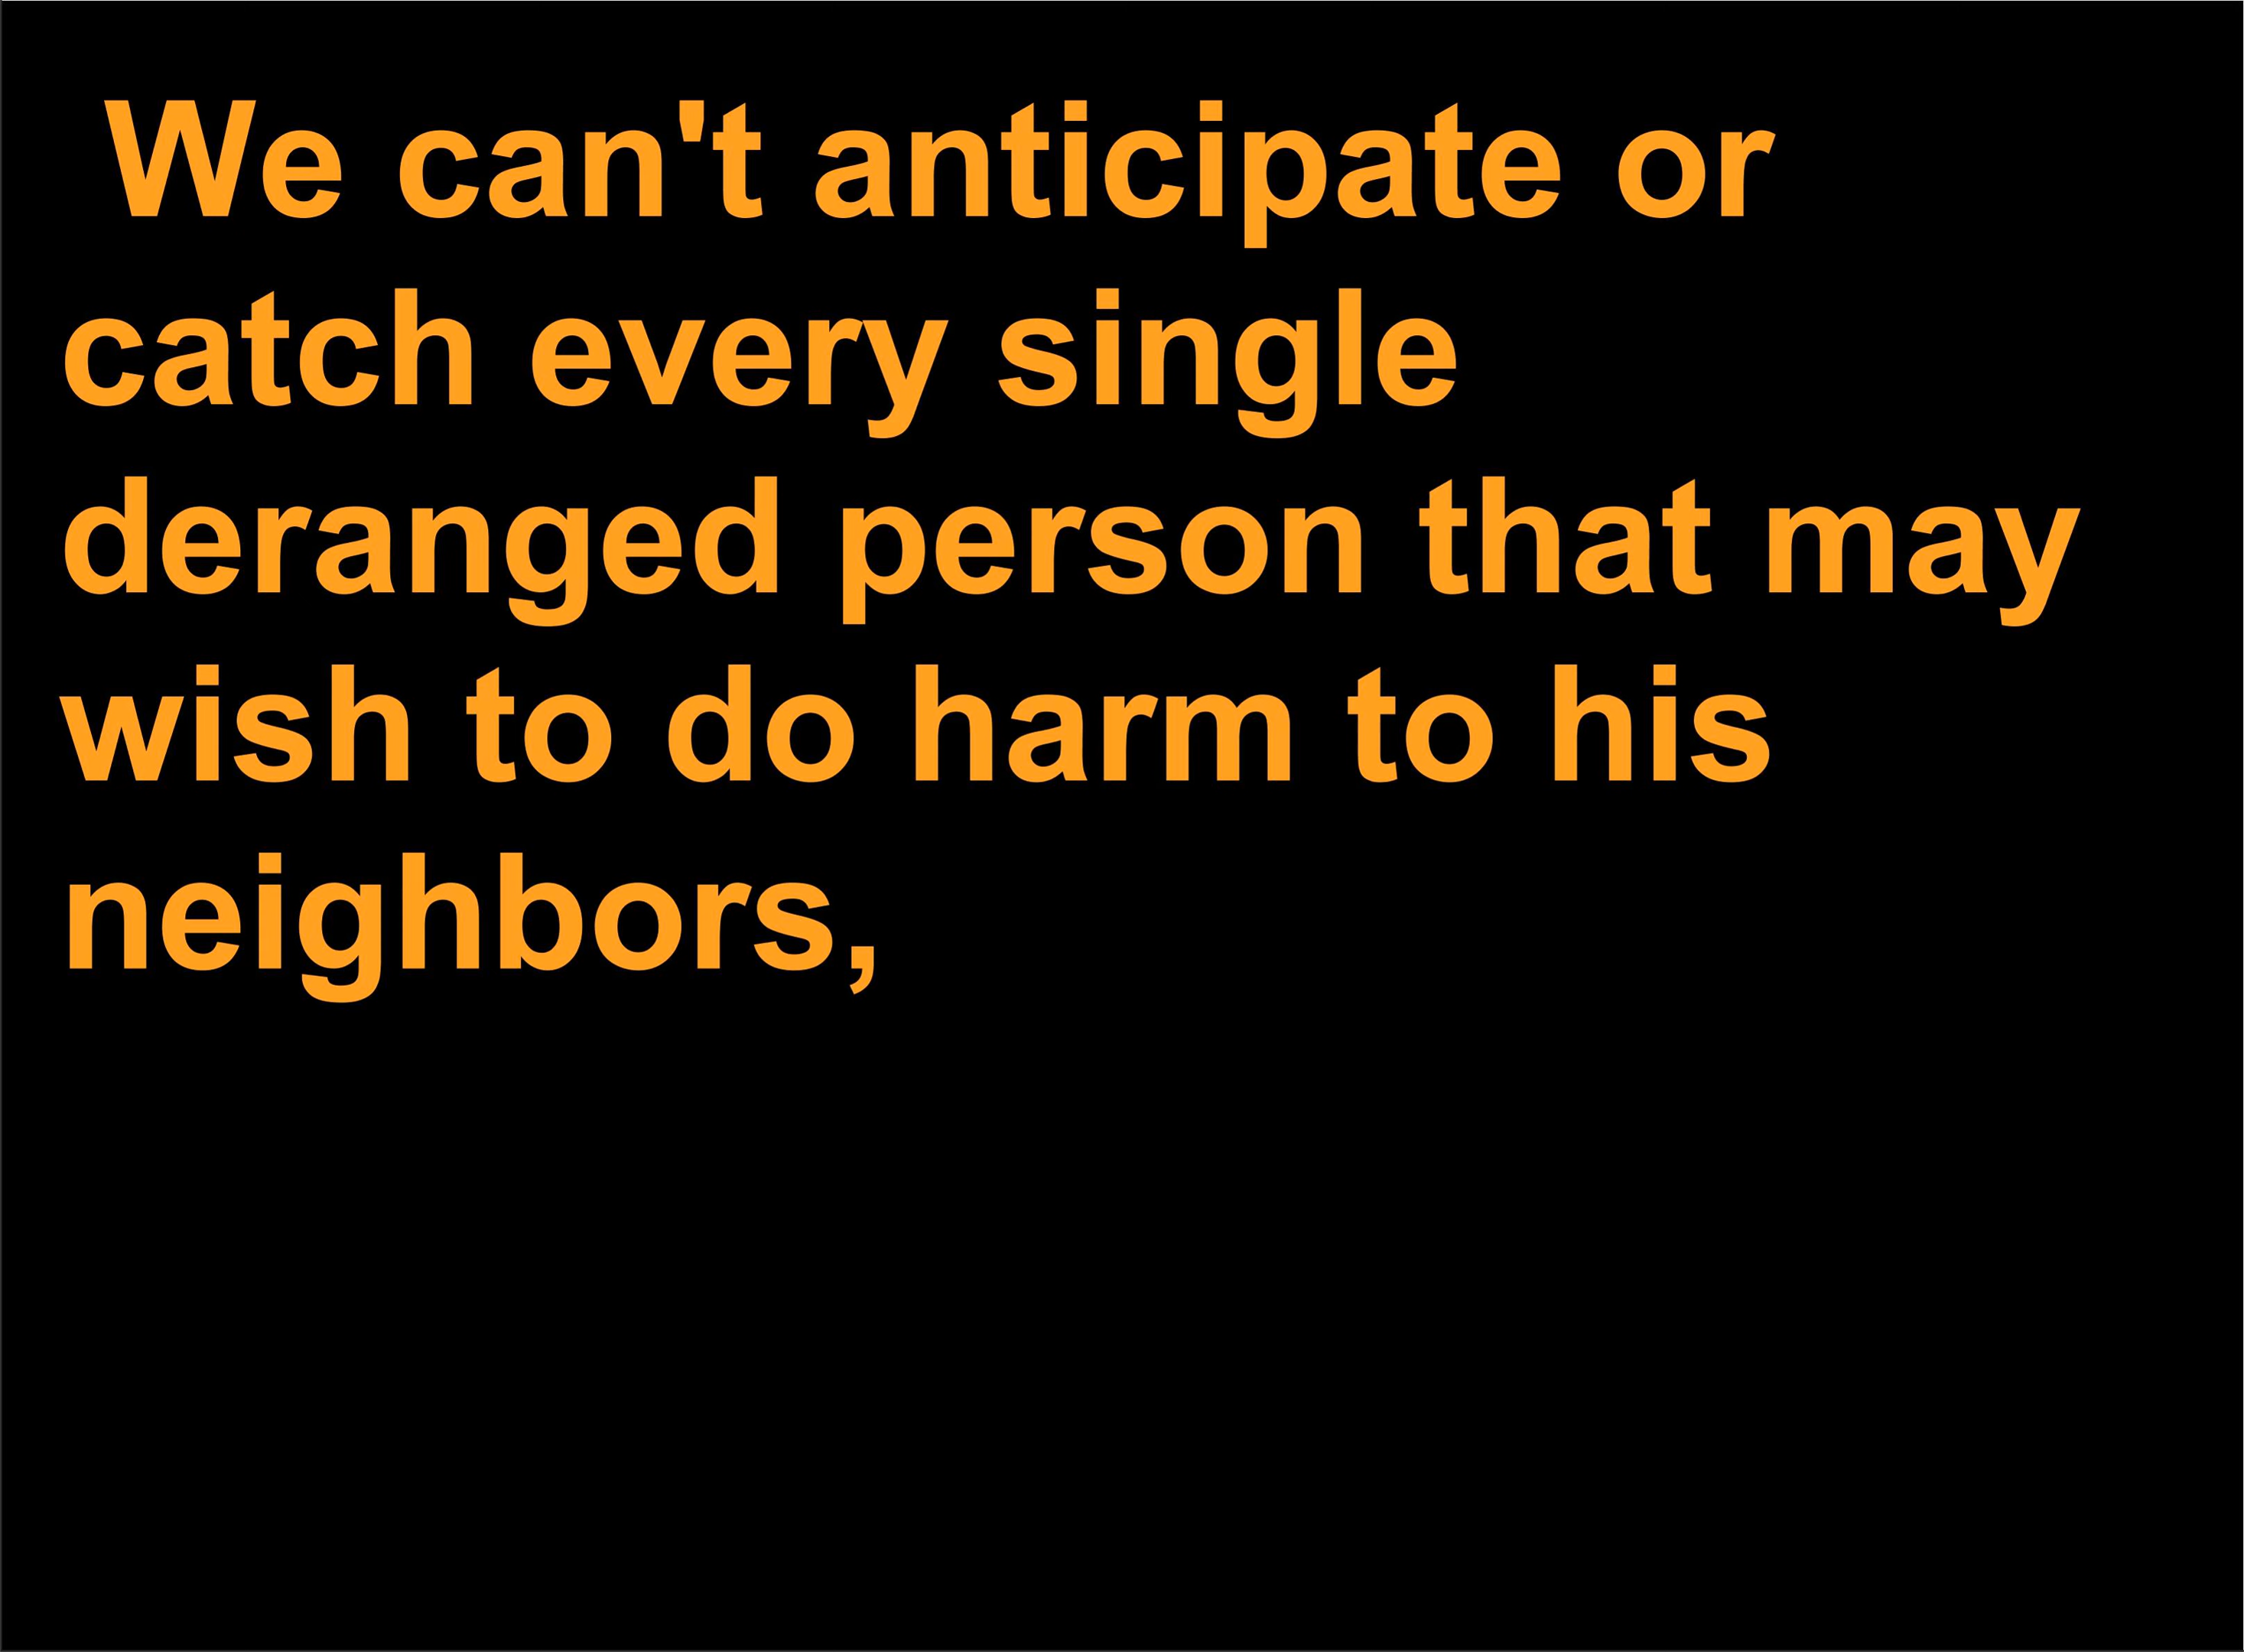 We can't anticipate or
catch every single
deranged person that may
wish to do harm to his
neighbors,